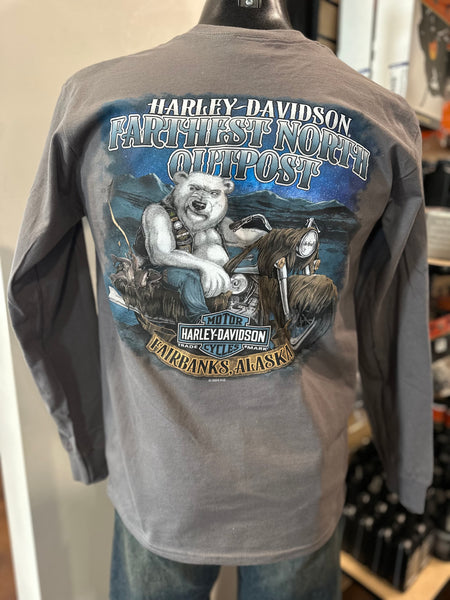 HARLEY-DAVIDSON
FARTHEST NORTH
OUTPOST
MOTOR
HARLEY-DAVIDSON
TRADE MARK
CYCLES
FAIRBANKS, ALASKA